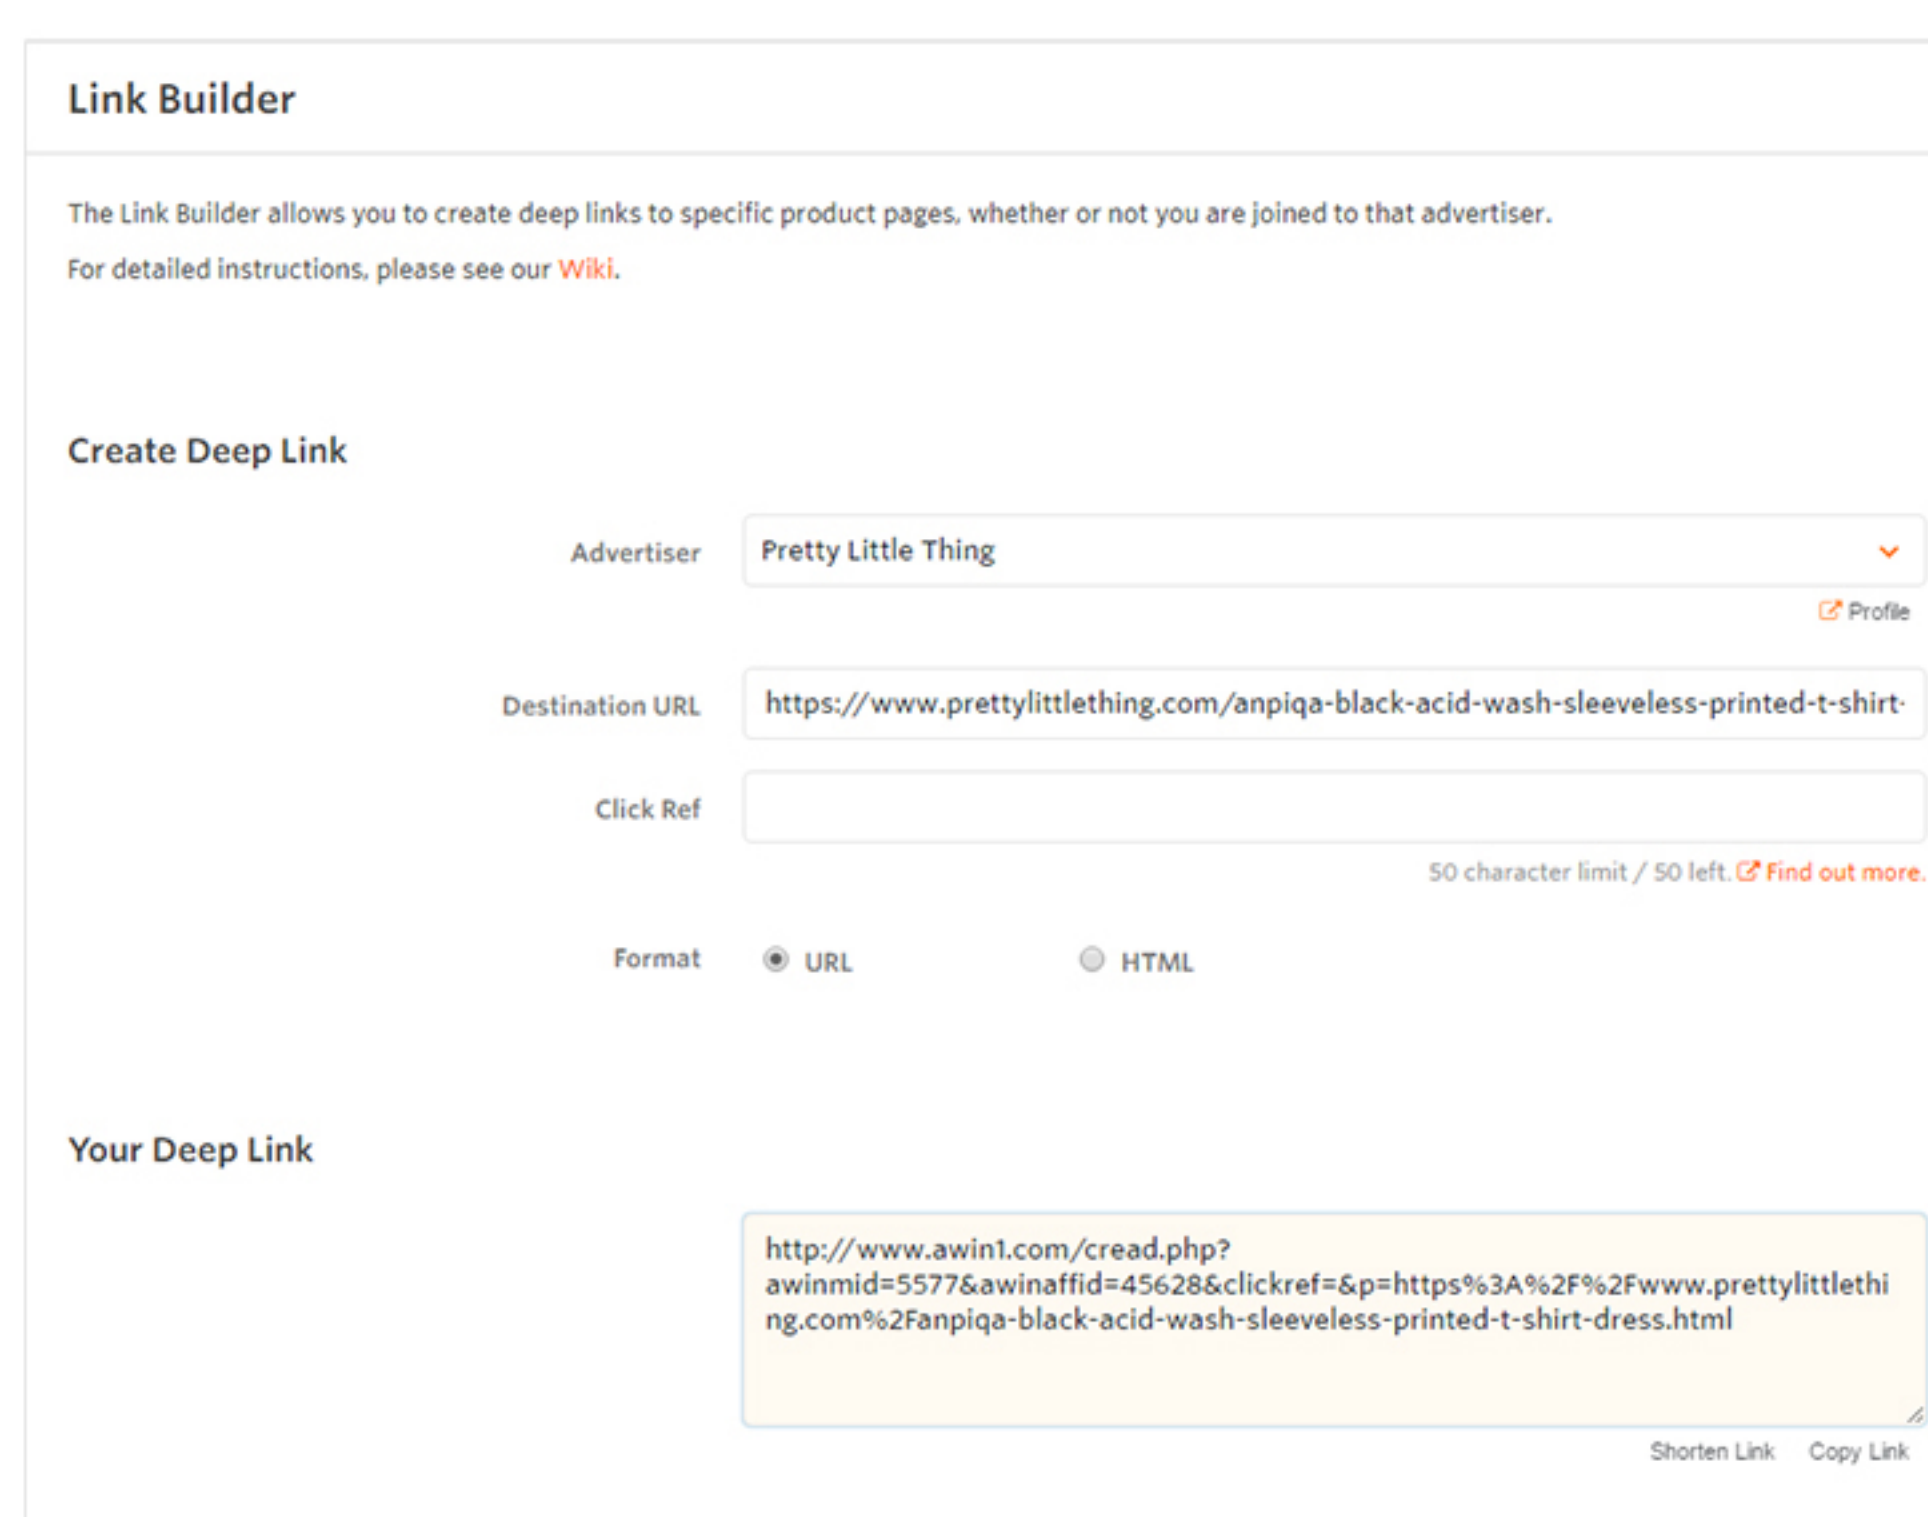 Link Builder
The Link Builder allows you to create deep links to specific product pages, whether or not you are joined to that advertiser.
For detailed instructions, please see our Wiki.
Create Deep Link
Advertiser
Pretty Little Thing
Profile
Destination URL
https://www.prettylittlething.com/anpiqa-black-acid-wash-sleeveless-printed-t-shirt-
Click Ref
50 character limit / 50 left. Find out more.
Format
URL
HTML
Your Deep Link
http://www.awin1.com/cread.php?
awinmid=5577&awinaffid=45628&clickref=&p=https%3A%2F%2Fwww.prettylittlethi
ng.com%2Fanpiqa-black-acid-wash-sleeveless-printed-t-shirt-dress.html
Shorten Link
Copy Link